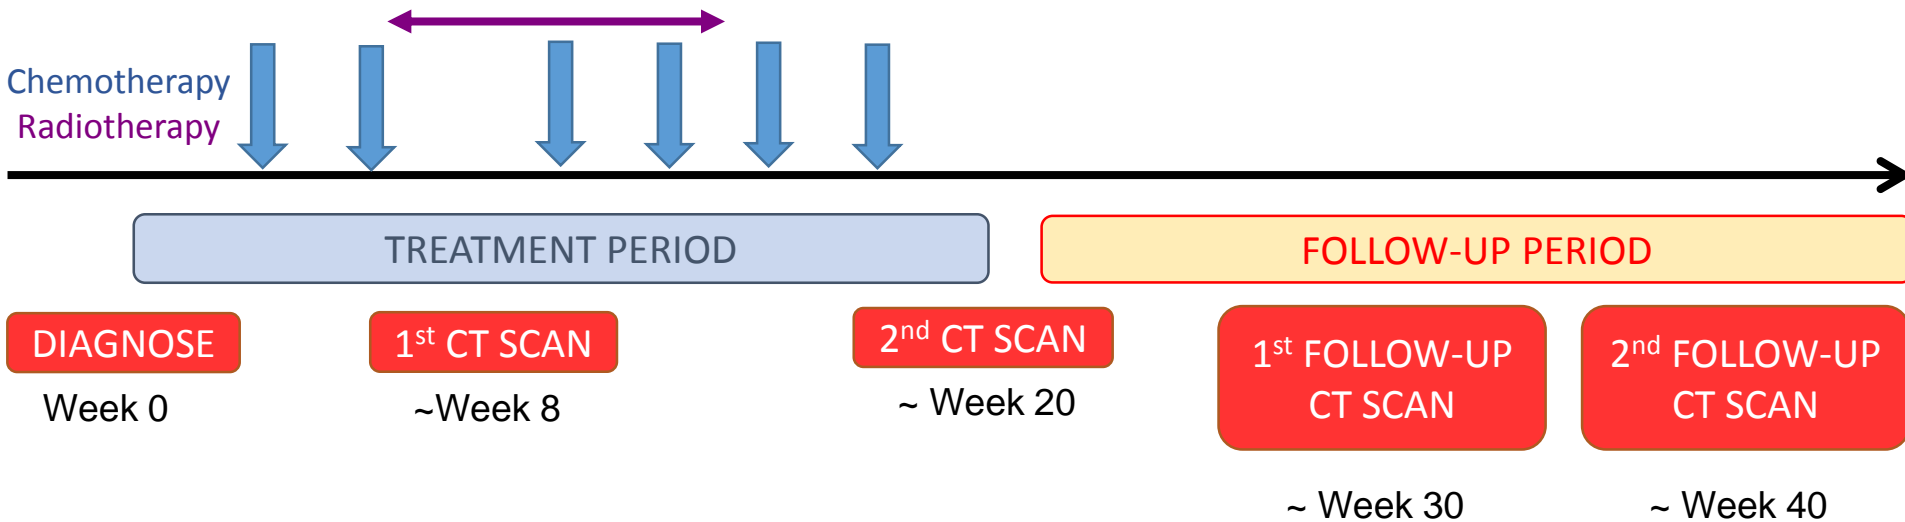 Chemotherapy
Radiotherapy
TREATMENT PERIOD
FOLLOW-UP PERIOD
DIAGNOSE
Week 0
1st CT SCAN
~Week 8
2nd CT SCAN
~ Week 20
1st FOLLOW-UP
CT SCAN
~ Week 30
2nd FOLLOW-UP
CT SCAN
~ Week 40